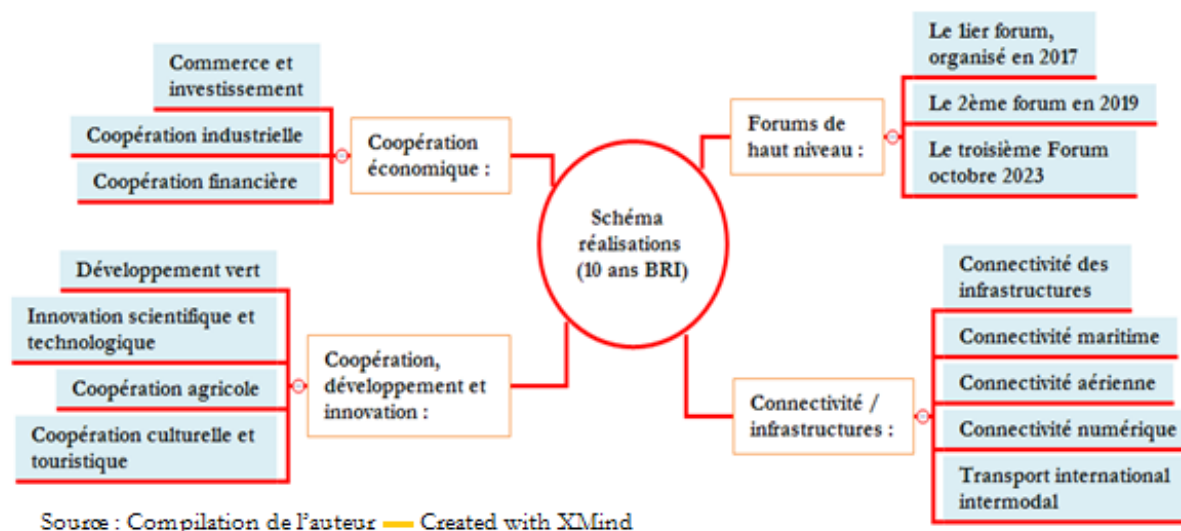 Commerce et
investissement
Coopération industrielle
Coopération financière
Coopération
économique :
Développement vert
Innovation scientifique et
technologique
Coopération agricole
Coopération culturelle et
touristique
Coopération,
développement et
innovation :
Schéma
réalisations
(10 ans BRI)
Forums de
haut niveau :
Le 1ier forum,
organisé en 2017
Le 2ème forum en 2019
Le troisième Forum
octobre 2023
Connectivité /
infrastructures :
Connectivité des
infrastructures
Connectivité maritime
Connectivité aérienne
Connectivité numérique
Transport international
intermodal
Source : Compilation de l'auteur — Created with XMind